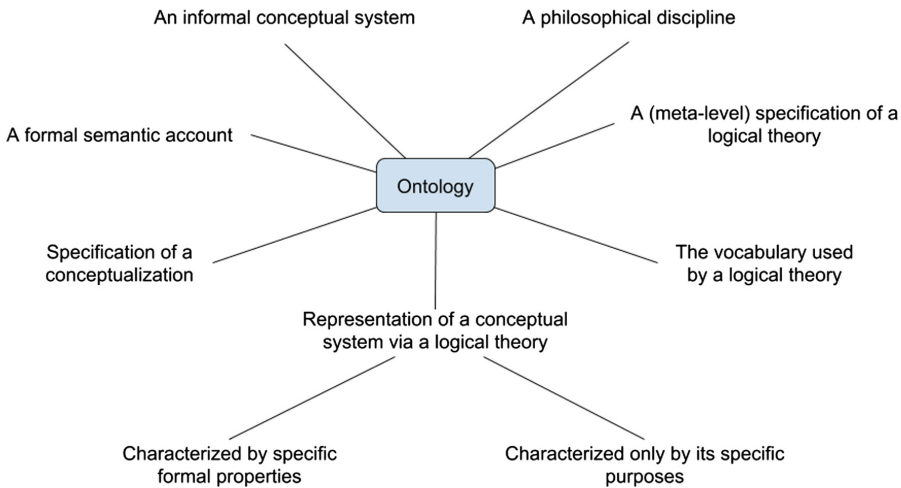 An informal conceptual system
A philosophical discipline
A formal semantic account
A (meta-level) specification of a
logical theory
Ontology
Specification of a
conceptualization
The vocabulary used
by a logical theory
Representation of a conceptual
system via a logical theory
Characterized by specific
formal properties
Characterized only by its specific
purposes